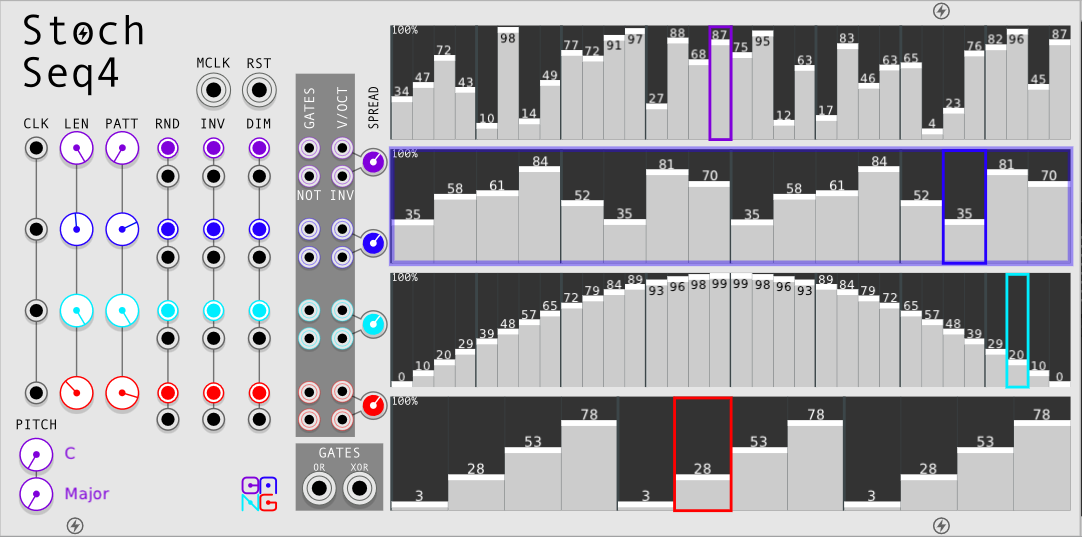 Stoch
Seq4
MCLK RST
CLK LEN PATT RND INV DIM
GATES V/OCT SPREAD
NOT INV
PITCH
C
Major
CANG
GATES
OR XOR
100%
34 47 72 43 10 98 14 49 77 72 91 97 27 88 68 87 75 95 12 63 17 83 46 63 65 4 23 76 82 96 45 87
100%
35 58 61 84 52 35 81 70 35 58 61 84 52 35 81 70
100%
0 10 20 29 39 48 57 65 72 79 84 89 93 96 98 99 99 98 96 93 89 84 79 72 65 57 48 39 29 20 10 0
100%
3 28 53 78 3 28 53 78 3 28 53 78